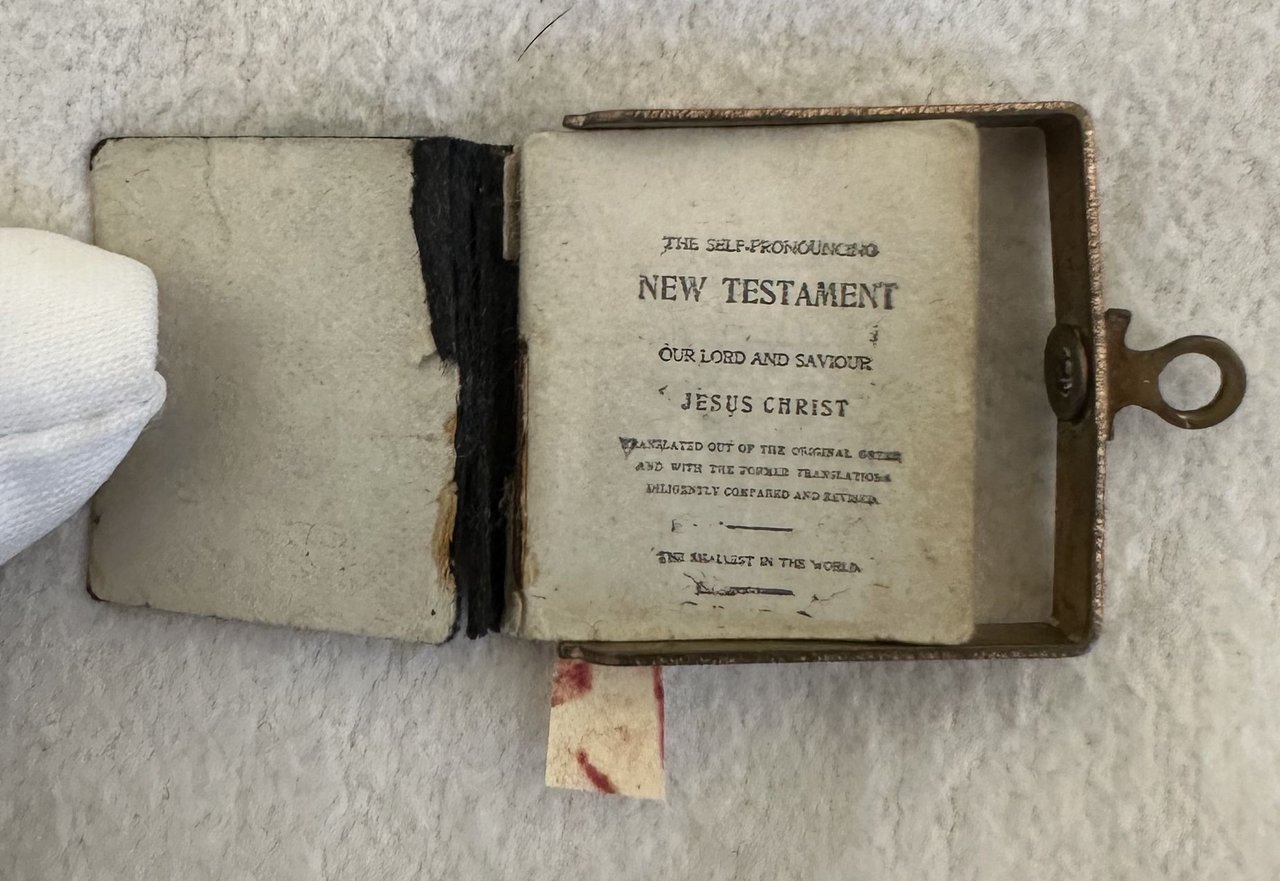 THE SELF-PRONOUNCING
NEW TESTAMENT
OUR LORD AND SAVIOUR
JESUS CHRIST
TRANSLATED OUT OF THE ORIGINAL GREEK
AND WITH THE FORMER TRANSLATIONS
DILIGENTLY COMPARED AND REVISED
THE SMALLEST IN THE WORLD